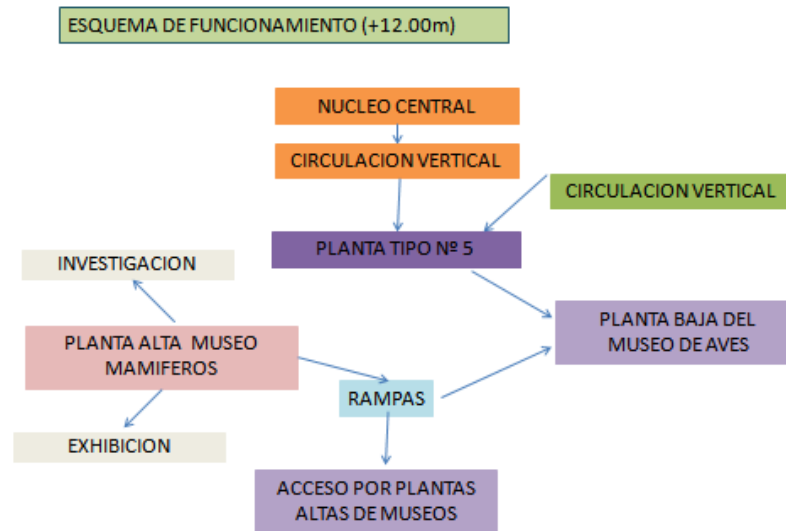 ESQUEMA DE FUNCIONAMIENTO (+12.00m)
NUCLEO CENTRAL
CIRCULACION VERTICAL
CIRCULACION VERTICAL
PLANTA TIPO Nº 5
INVESTIGACION
PLANTA ALTA MUSEO
MAMIFEROS
PLANTA BAJA DEL
MUSEO DE AVES
RAMPAS
EXHIBICION
ACCESO POR PLANTAS
ALTAS DE MUSEOS